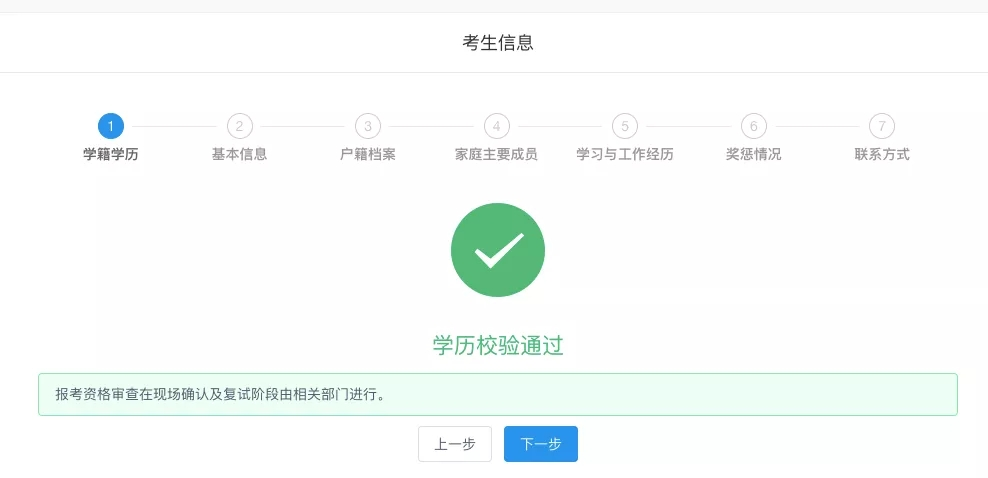 考生信息
1 2 3 4 5 6 7
学籍学历 基本信息 户籍档案 家庭主要成员 学习与工作经历 奖惩情况 联系方式
学历校验通过
报考资格审查在现场确认及复试阶段由相关部门进行。
上一步 下一步